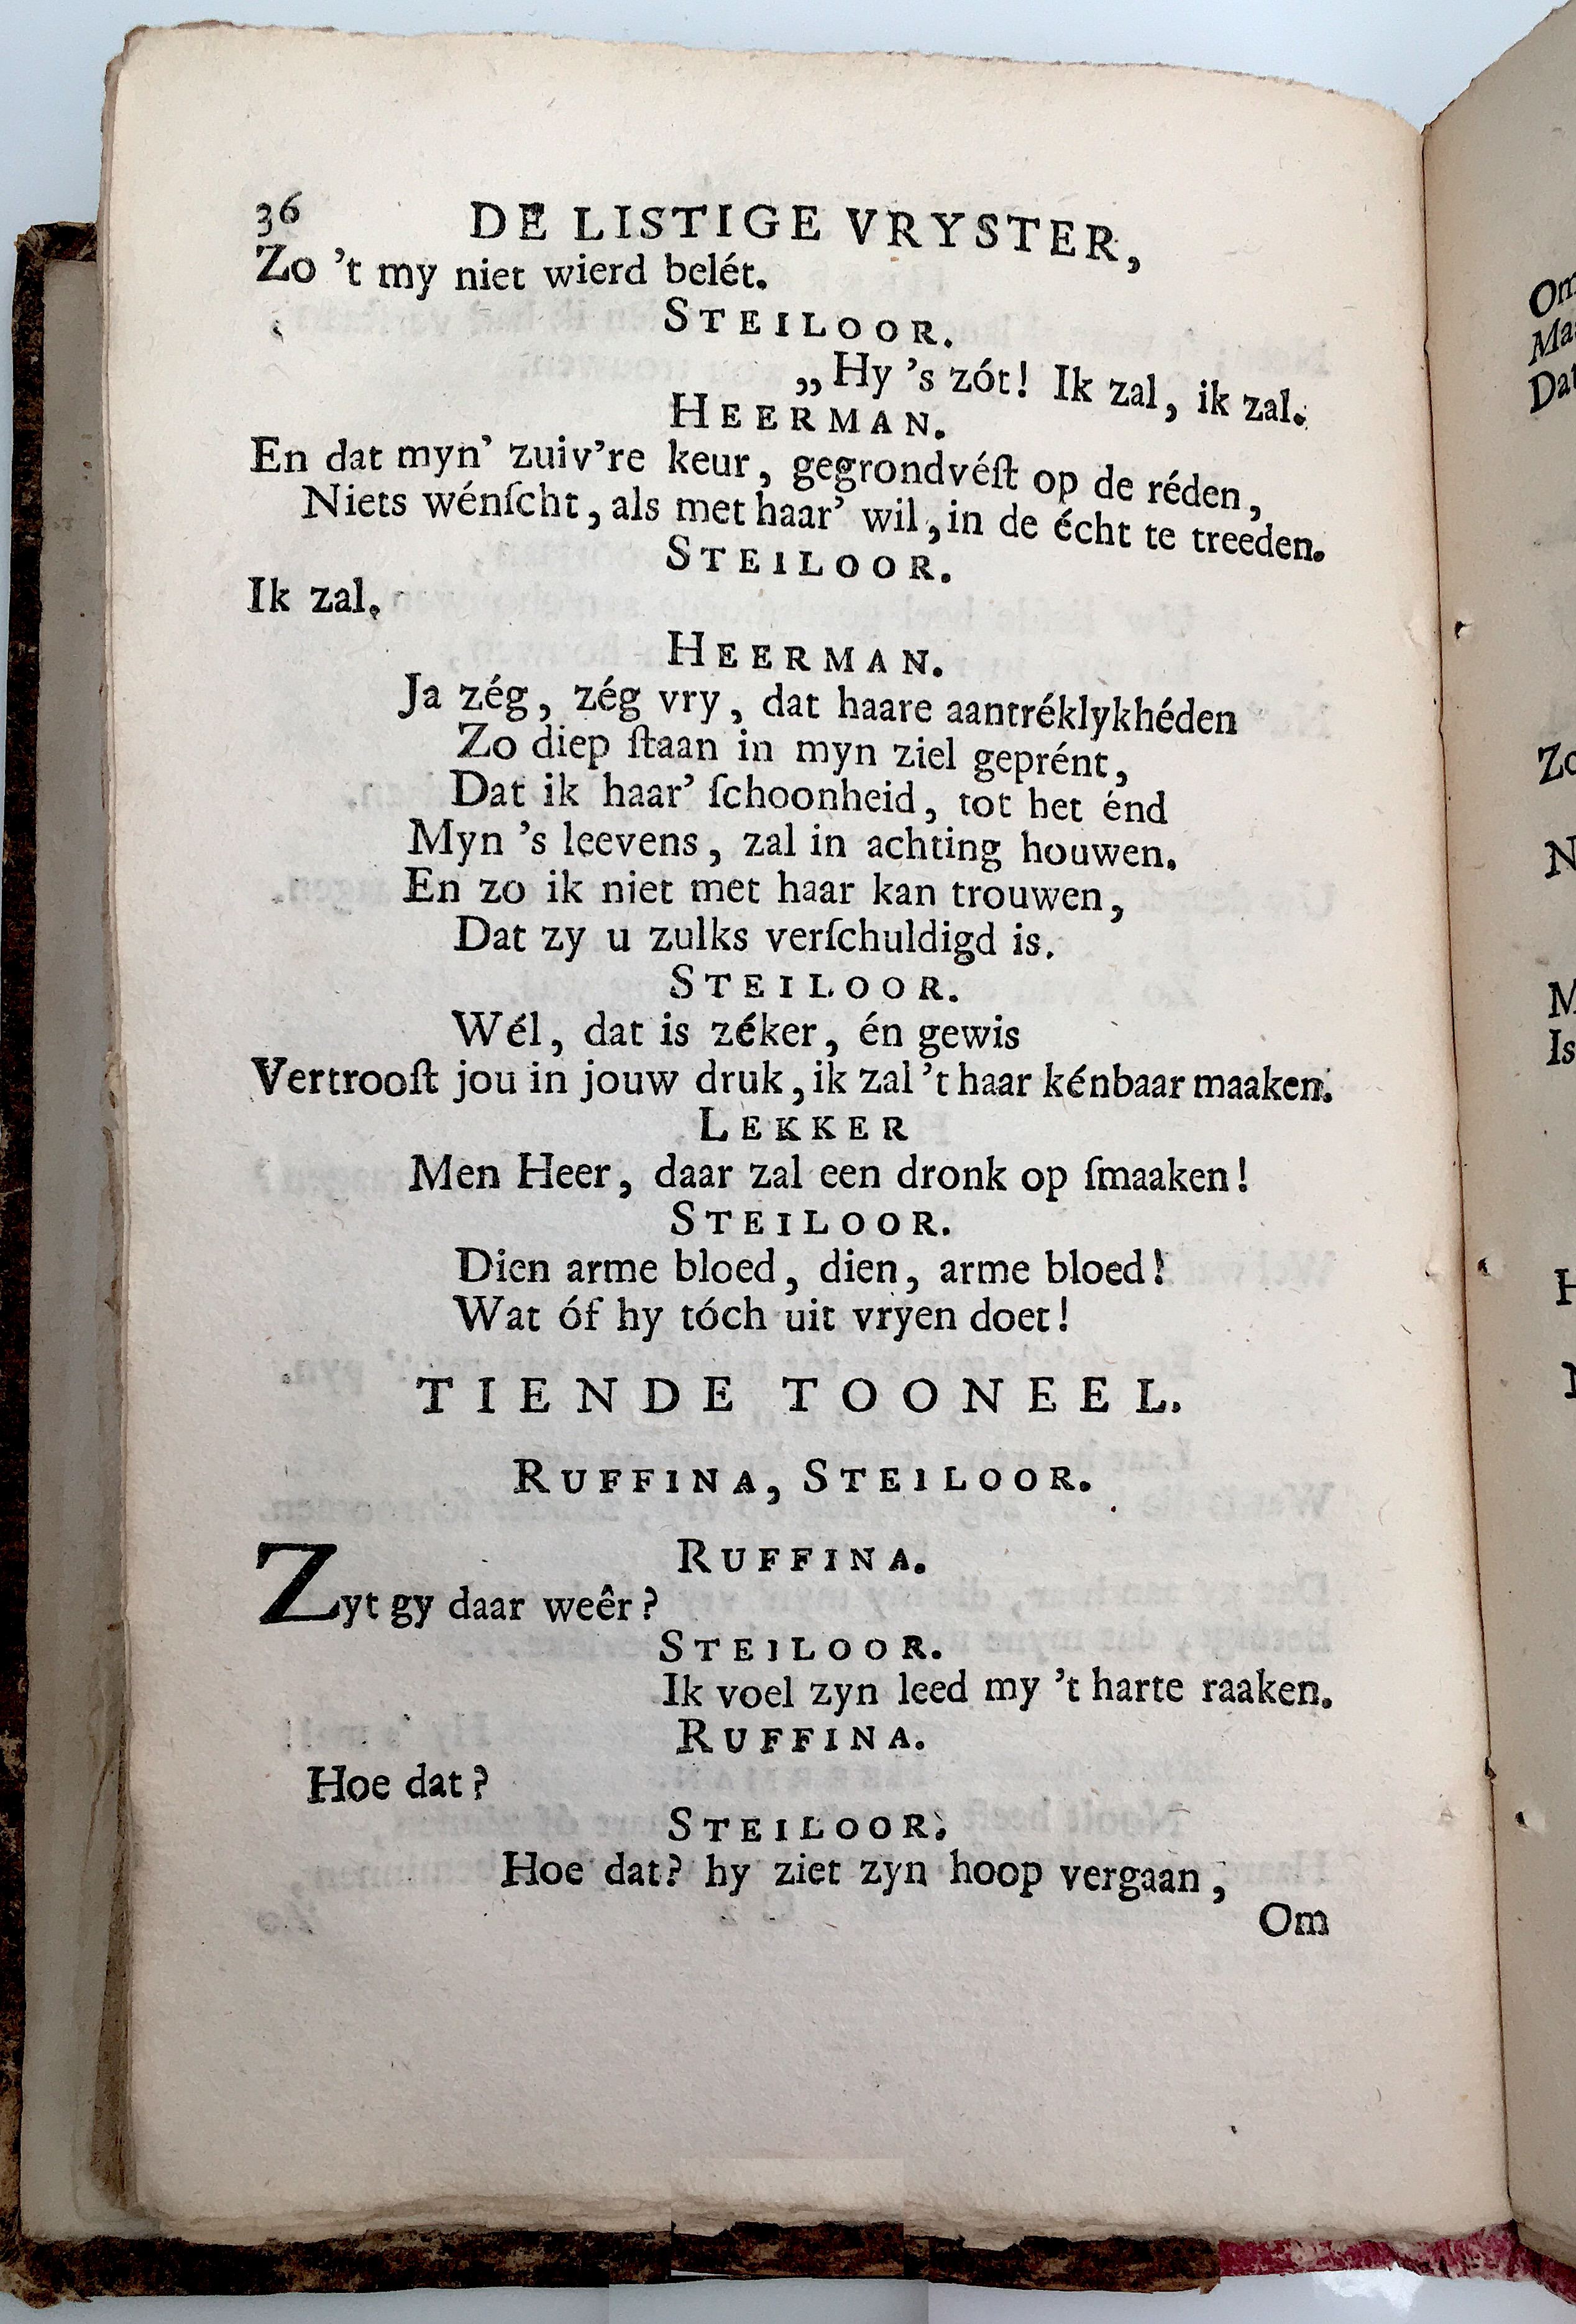 36 DE LISTIGE VRYSTER,
Zo 't my niet wierd belét.
STEILOOR.
„Hy 's zót! Ik zal, ik zal.
HEERMAN.
En dat myn' zuiv're keur, gegrondvéſt op de réden,
Niets wénſcht, als met haar' wil, in de écht te treeden.
STEILOOR.
Ik zal.
HEERMAN.
Ja zég, zég vry, dat haare aantréklykhéden
Zo diep ſtaan in myn ziel geprént,
Dat ik haar' ſchoonheid, tot het énd
Myn 's leevens, zal in achting houwen.
En zo ik niet met haar kan trouwen,
Dat zy u zulks verſchuldigd is.
STEILOOR.
Wél, dat is zéker, én gewis
Vertrooſt jou in jouw druk, ik zal 't haar kénbaar maaken.
LEKKER
Men Heer, daar zal een dronk op ſmaaken!
STEILOOR.
Dien arme bloed, dien, arme bloed!
Wat óf hy tóch uit vryen doet!
TIENDE TOONEEL.
RUFFINA, STEILOOR.
RUFFINA.
Zyt gy daar weêr?
STEILOOR.
Ik voel zyn leed my 't harte raaken.
RUFFINA.
Hoe dat?
STEILOOR.
Hoe dat? hy ziet zyn hoop vergaan,
Om